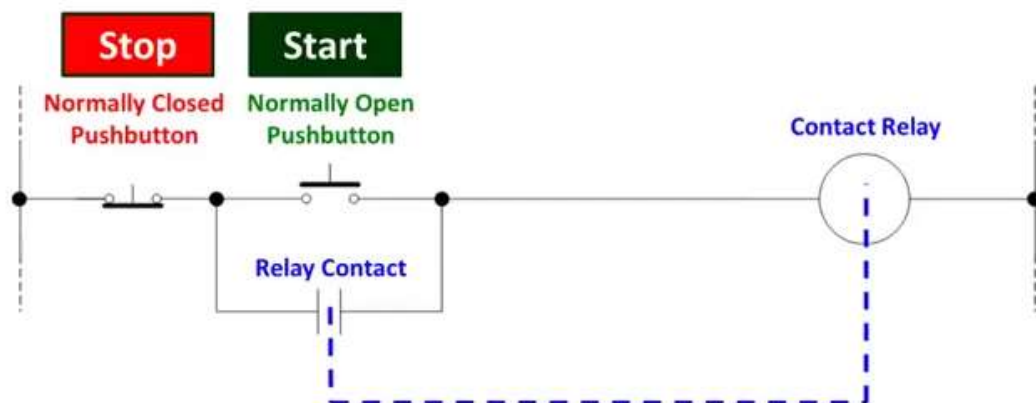 Stop
Start
Normally Closed
Pushbutton
Normally Open
Pushbutton
Contact Relay
Relay Contact